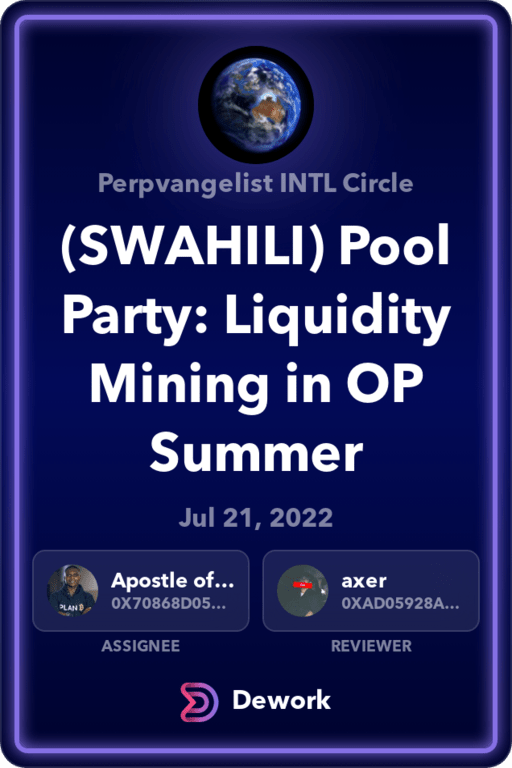 Perpvangelist INTL Circle
(SWAHILI) Pool
Party: Liquidity
Mining in OP
Summer
Jul 21, 2022
Apostle of...
0X70868D05...
PLAN B
axer
0XAD05928A...
ASSIGNEE
REVIEWER
Dework